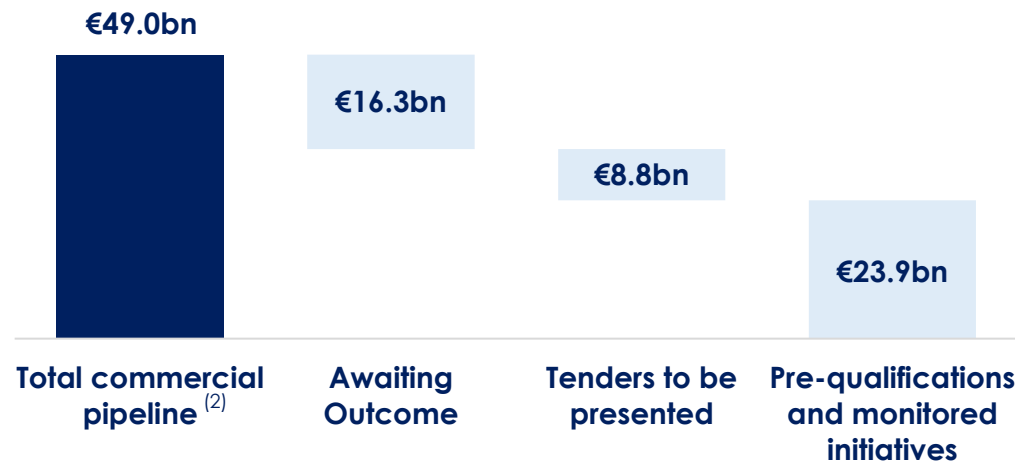 €49.0bn
€16.3bn
€8.8bn
€23.9bn
Total commercial
pipeline (2)
Awaiting
Outcome
Tenders to be
presented
Pre-qualifications
and monitored
initiatives